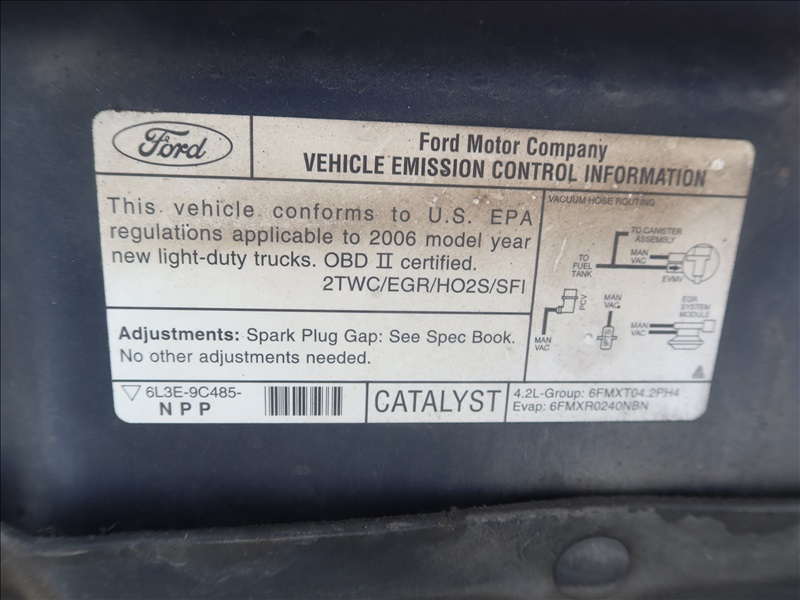 Ford
Ford Motor Company
VEHICLE EMISSION CONTROL INFORMATION
This vehicle conforms to U.S. EPA
regulations applicable to 2006 model year
new light-duty trucks. OBD II certified.
2TWC/EGR/HO2S/SFI
Adjustments: Spark Plug Gap: See Spec Book.
No other adjustments needed.
6L3E-9C485-
NPP
CATALYST
VACUUM HOSE ROUTING
TO CANISTER
ASSEMBLY
MAN
VAC
TO
FUEL
TANK
EVMV
PCV
MAN
VAC
MAN
VAC
EGR
SYSTEM
MODULE
MAN
VAC
4.2L-Group: 6FMXT04.2PH4
Evap: 6FMXR0240NBN